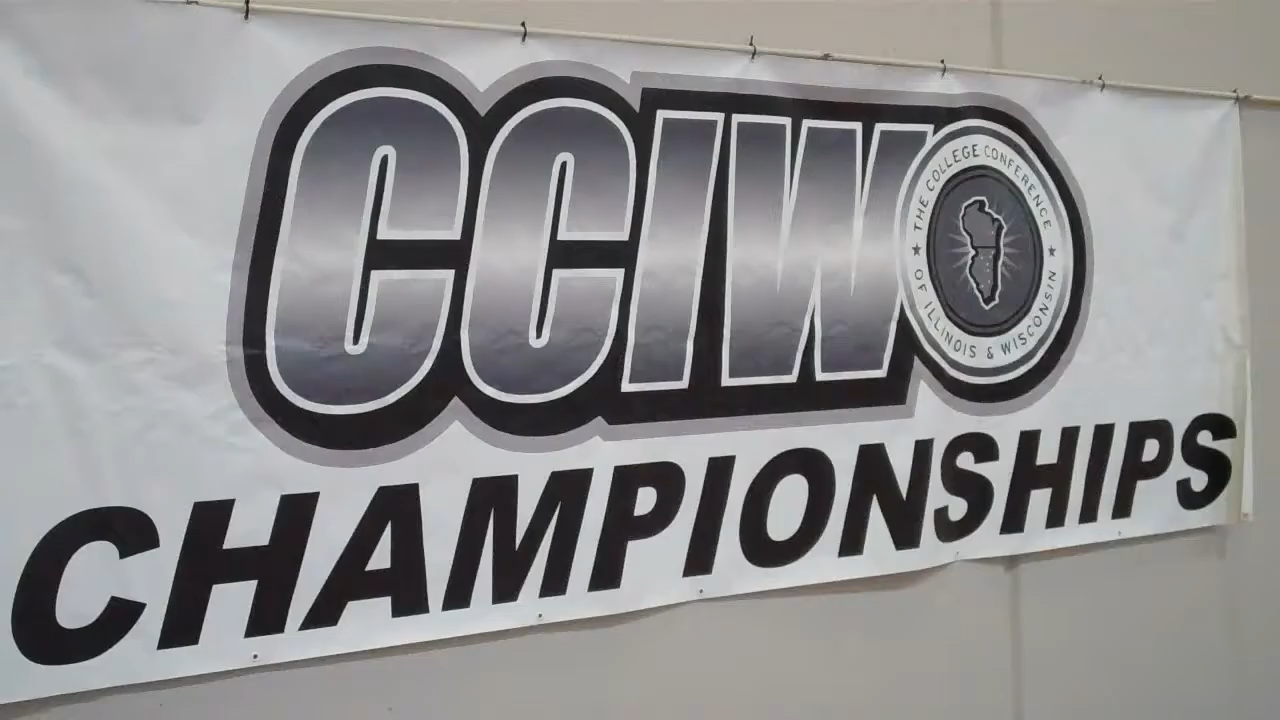 CCIW
★ THE COLLEGE CONFERENCE ★
OF ILLINOIS & WISCONSIN
CHAMPIONSHIPS